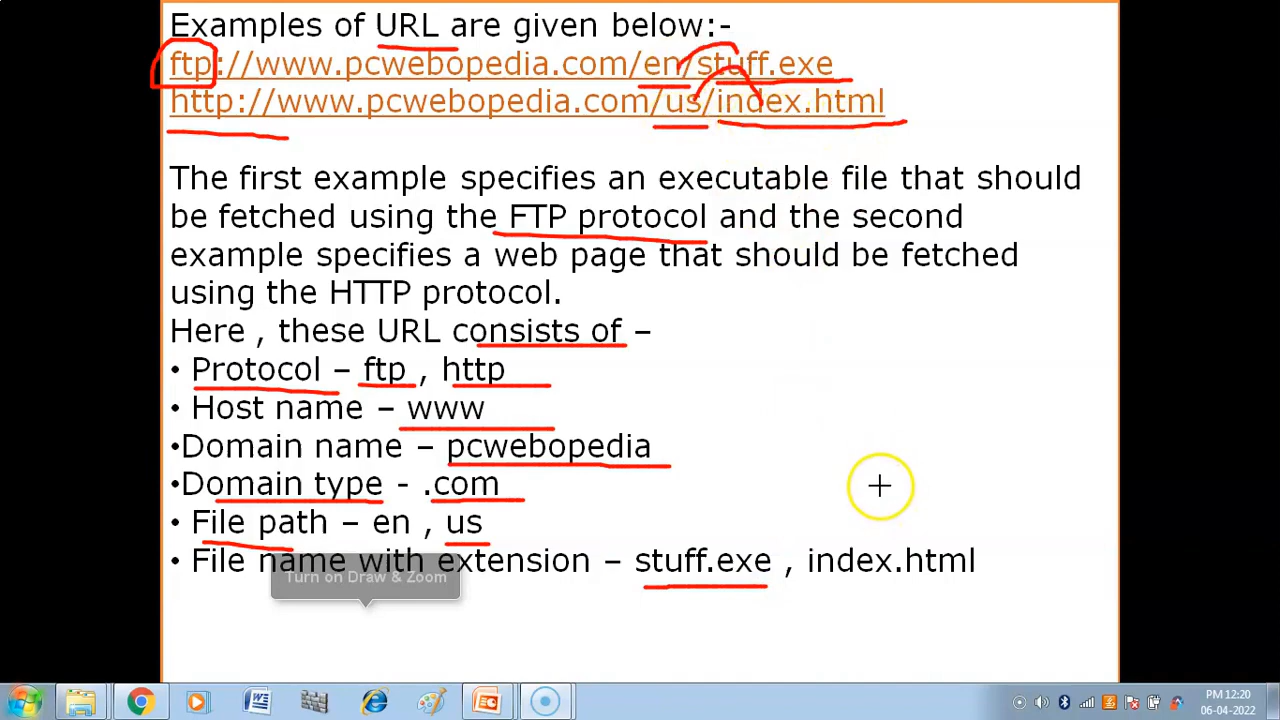 Examples of URL are given below:-
ftp://www.pcwebopedia.com/en/stuff.exe
http://www.pcwebopedia.com/us/index.html
The first example specifies an executable file that should
be fetched using the FTP protocol and the second
example specifies a web page that should be fetched
using the HTTP protocol.
Here , these URL consists of –
• Protocol – ftp , http
• Host name – www
•Domain name – pcwebopedia
•Domain type - .com
• File path – en , us
• File name with extension – stuff.exe , index.html
Turn on Draw & Zoom
PM 12:20
06-04-2022